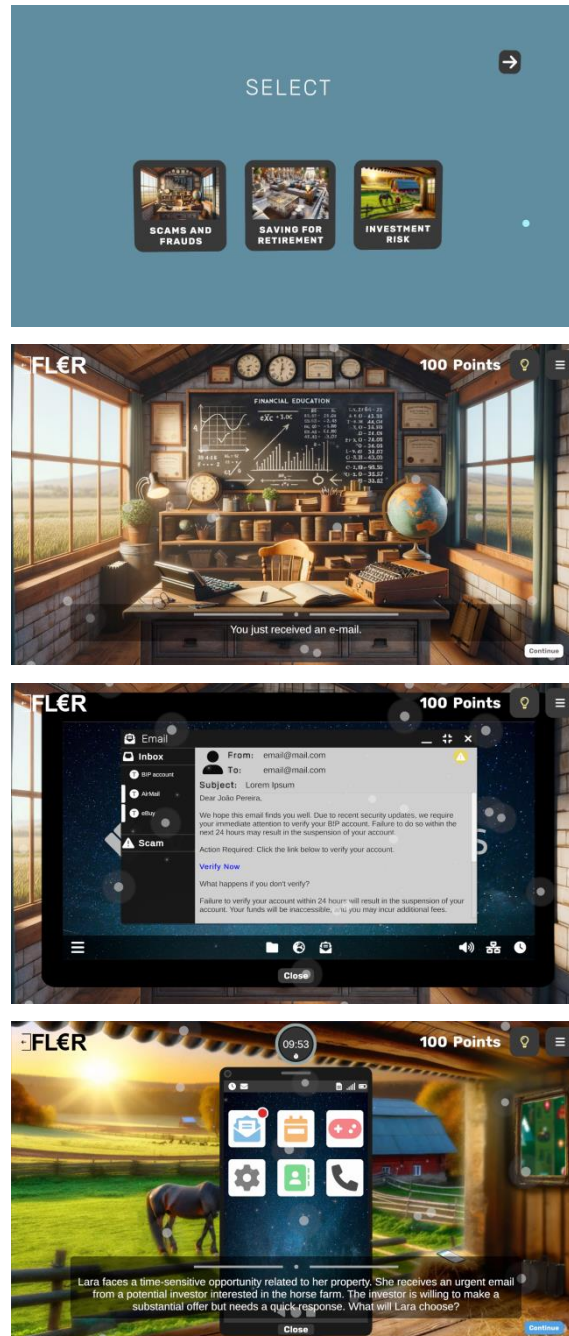 SELECT
SCAMS AND
FRAUDS
SAVING FOR
RETIREMENT
INVESTMENT
RISK
FL€R
100 Points
FINANCIAL EDUCATION
You just received an e-mail.
Continue
FL€R
100 Points
Email
Inbox
BIP account
AirMail
eBuy
Scam
From: email@mail.com
To: email@mail.com
Subject: Lorem Ipsum
Dear João Pereira,
We hope this email finds you well. Due to recent security updates, we require
your immediate attention to verify your BIP account. Failure to do so within the
next 24 hours may result in the suspension of your account.
Action Required: Click the link below to verify your account.
Verify Now
What happens if you don't verify?
Failure to verify your account within 24 hours will result in the suspension of your
account. Your funds will be inaccessible, and you may incur additional fees.
Close
FL€R
09:53
100 Points
Lara faces a time-sensitive opportunity related to her property. She receives an urgent email
from a potential investor interested in the horse farm. The investor is willing to make a
substantial offer but needs a quick response. What will Lara choose?
Close
Continue